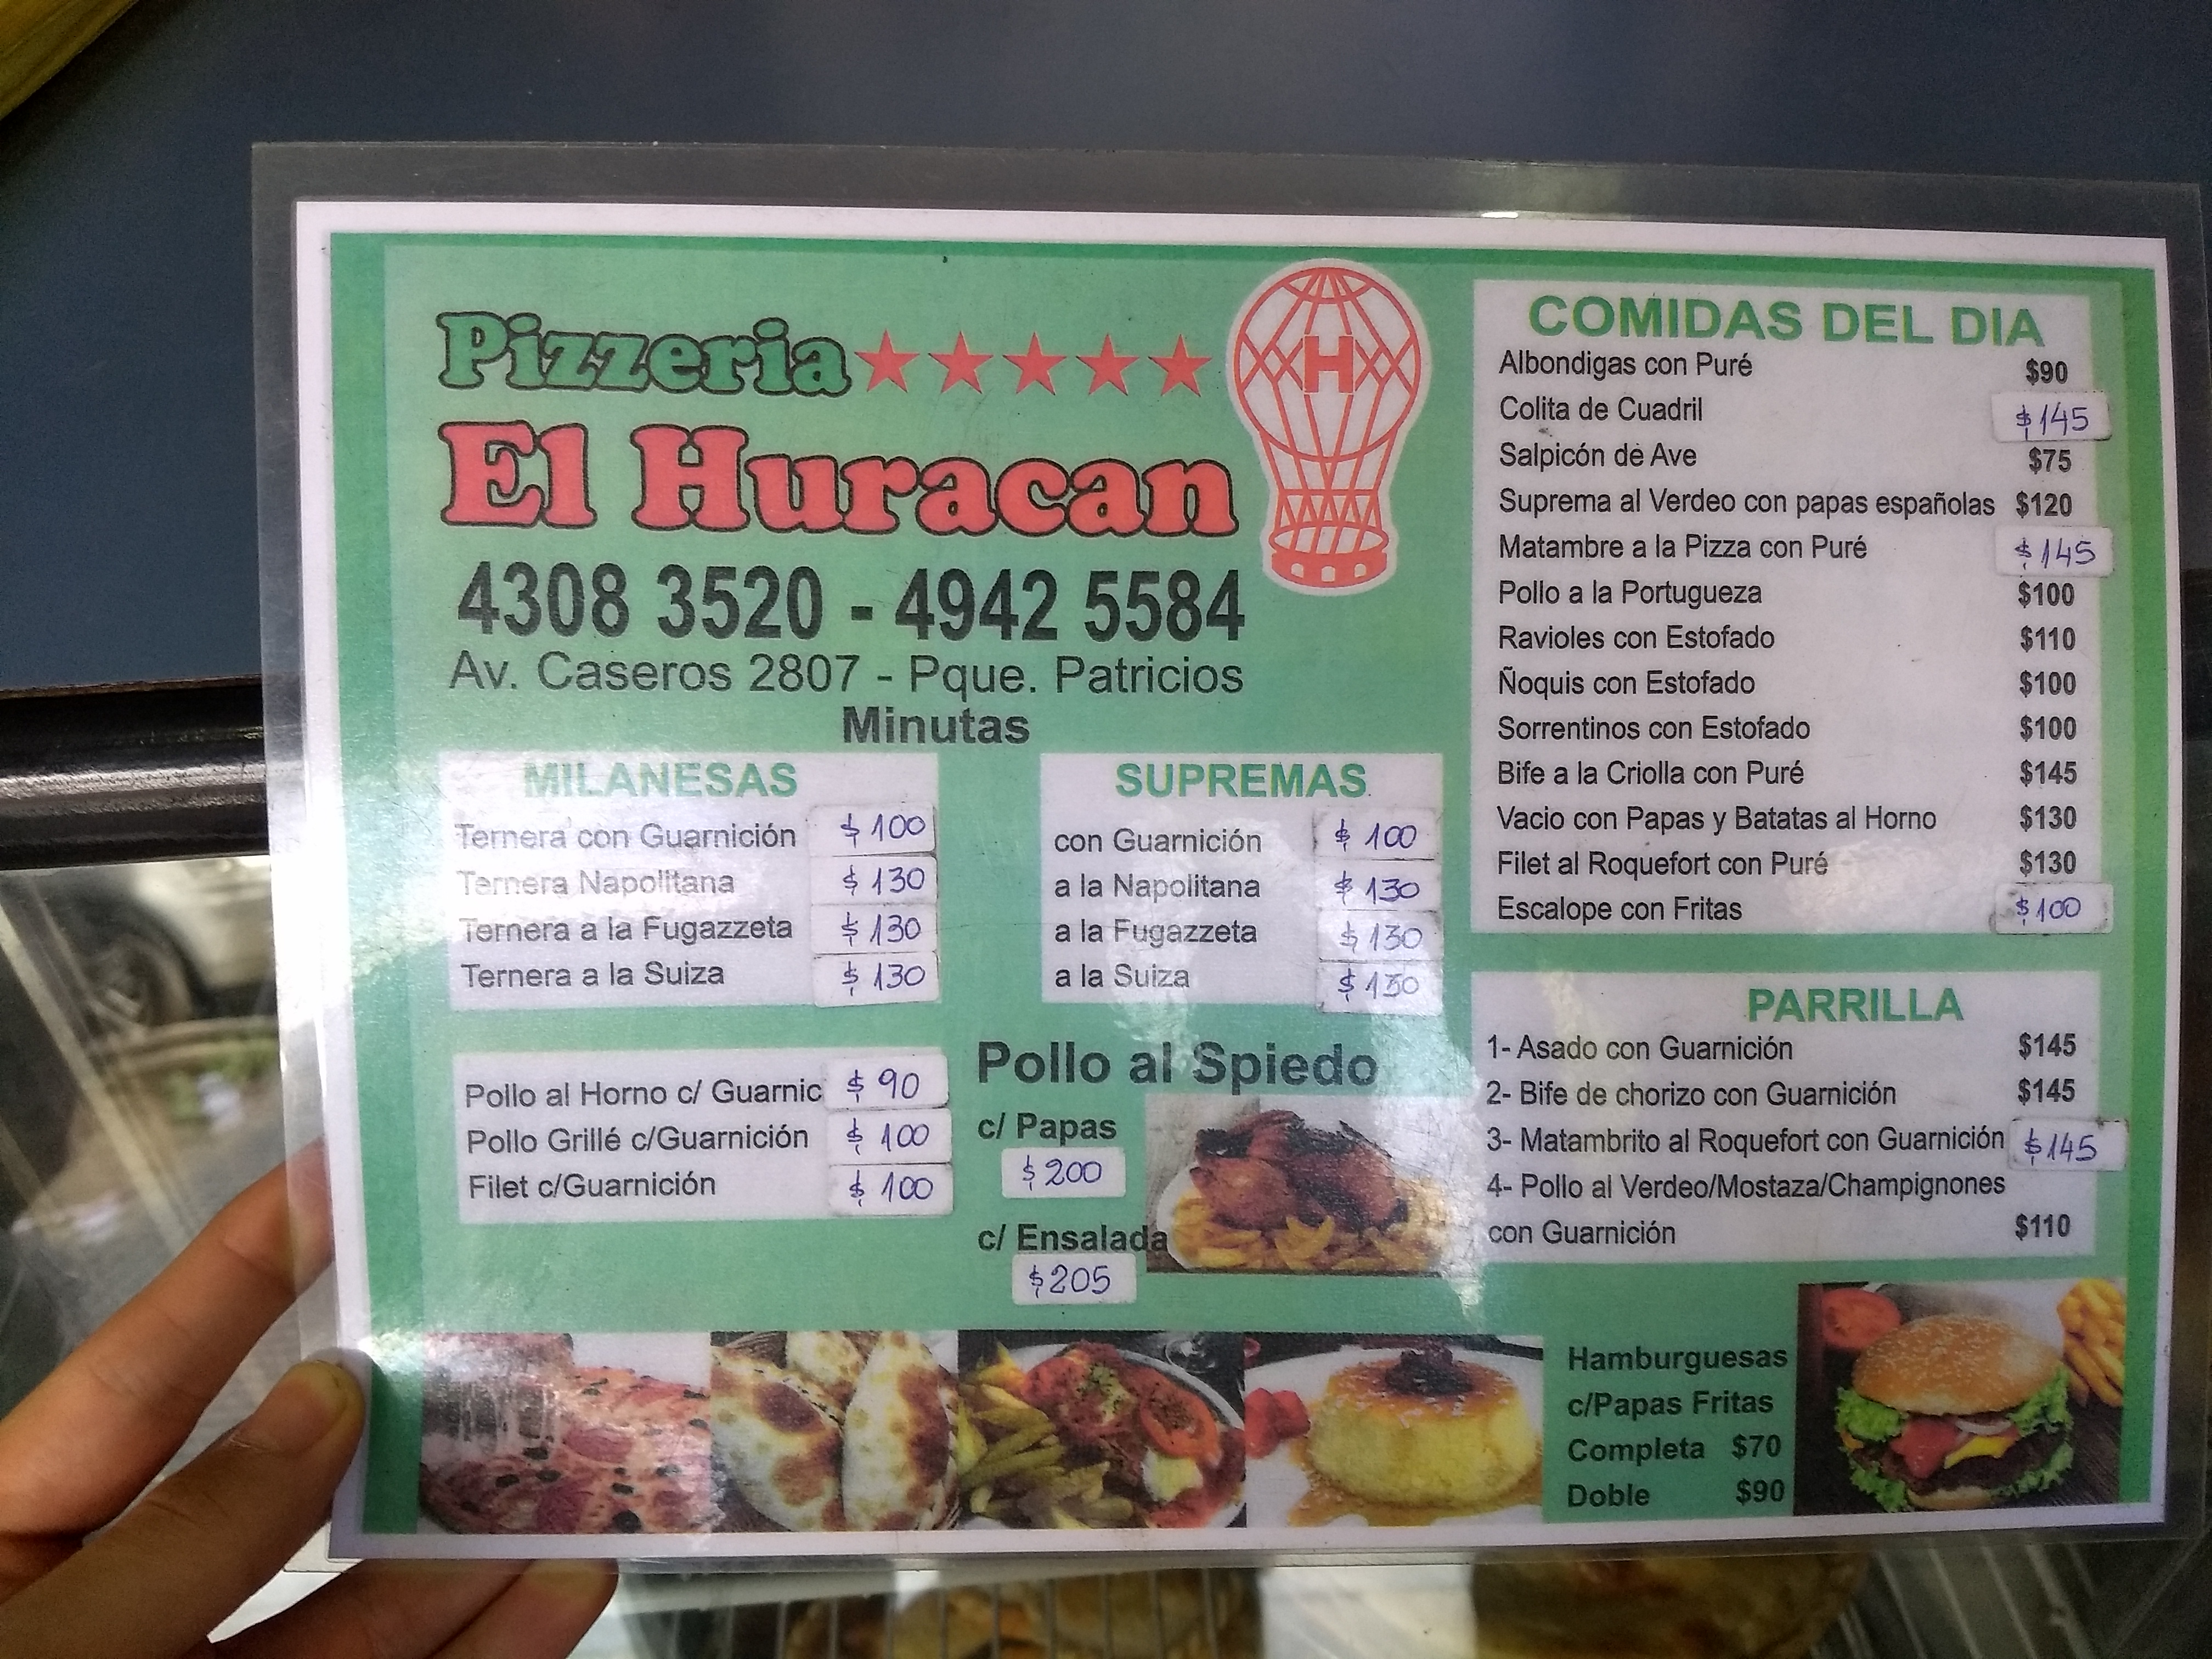 Pizzeria
H
El Huracan
4308 3520 - 4942 5584
Av. Caseros 2807 - Pque. Patricios
Minutas
MILANESAS
Ternera con Guarnición $100
Ternera Napolitana $130
Ternera a la Fugazzeta $130
Ternera a la Suiza $130
SUPREMAS
con Guarnición $100
a la Napolitana $130
a la Fugazzeta $130
a la Suiza $130
Pollo al Horno c/ Guarnic $90
Pollo Grillé c/Guarnición $100
Filet c/Guarnición $100
Pollo al Spiedo
c/ Papas
$200
c/ Ensalada
$205
COMIDAS DEL DIA
Albondigas con Puré $90
Colita de Cuadril $145
Salpicón de Ave $75
Suprema al Verdeo con papas españolas $120
Matambre a la Pizza con Puré $145
Pollo a la Portugueza $100
Ravioles con Estofado $110
Ñoquis con Estofado $100
Sorrentinos con Estofado $100
Bife a la Criolla con Puré $145
Vacio con Papas y Batatas al Horno $130
Filet al Roquefort con Puré $130
Escalope con Fritas $100
PARRILLA
1- Asado con Guarnición $145
2- Bife de chorizo con Guarnición $145
3- Matambrito al Roquefort con Guarnición $145
4- Pollo al Verdeo/Mostaza/Champignones
con Guarnición $110
Hamburguesas
c/Papas Fritas
Completa $70
Doble $90